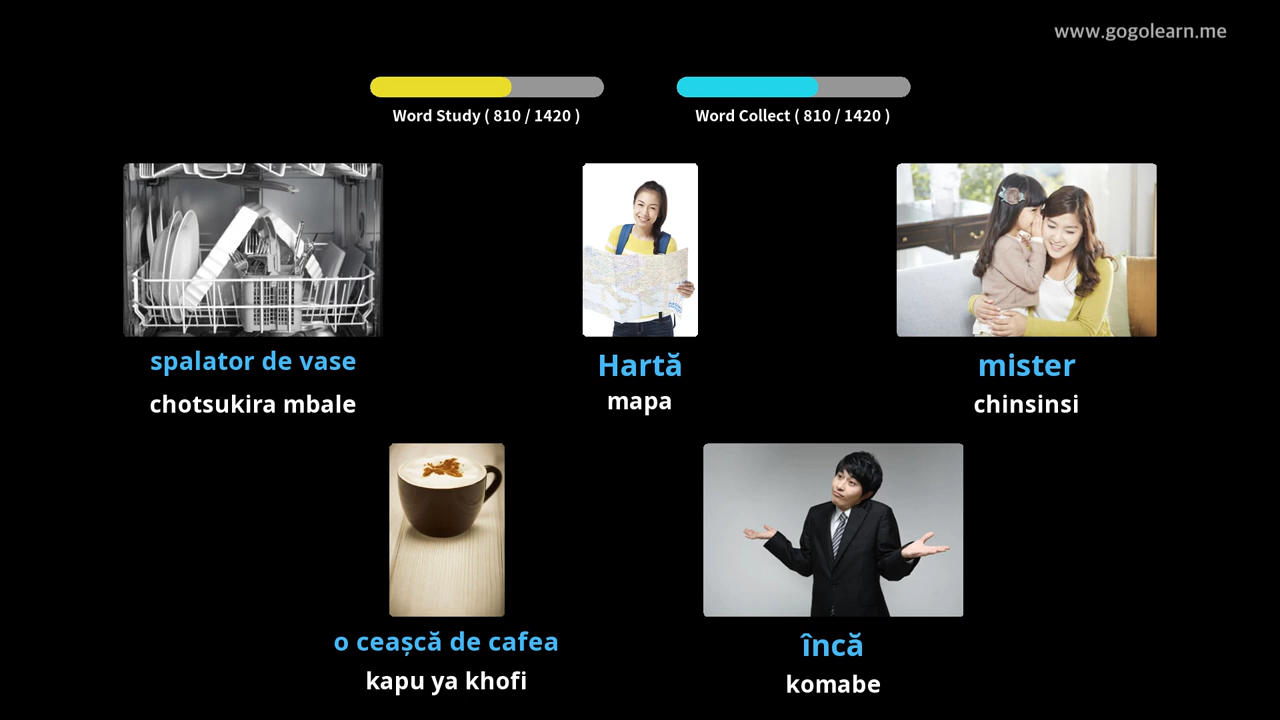 www.gogolearn.me
Word Study ( 810 / 1420 )
Word Collect ( 810 / 1420 )
spalator de vase
chotsukira mbale
Hartă
mapa
mister
chinsinsi
o ceașcă de cafea
kapu ya khofi
încă
komabe